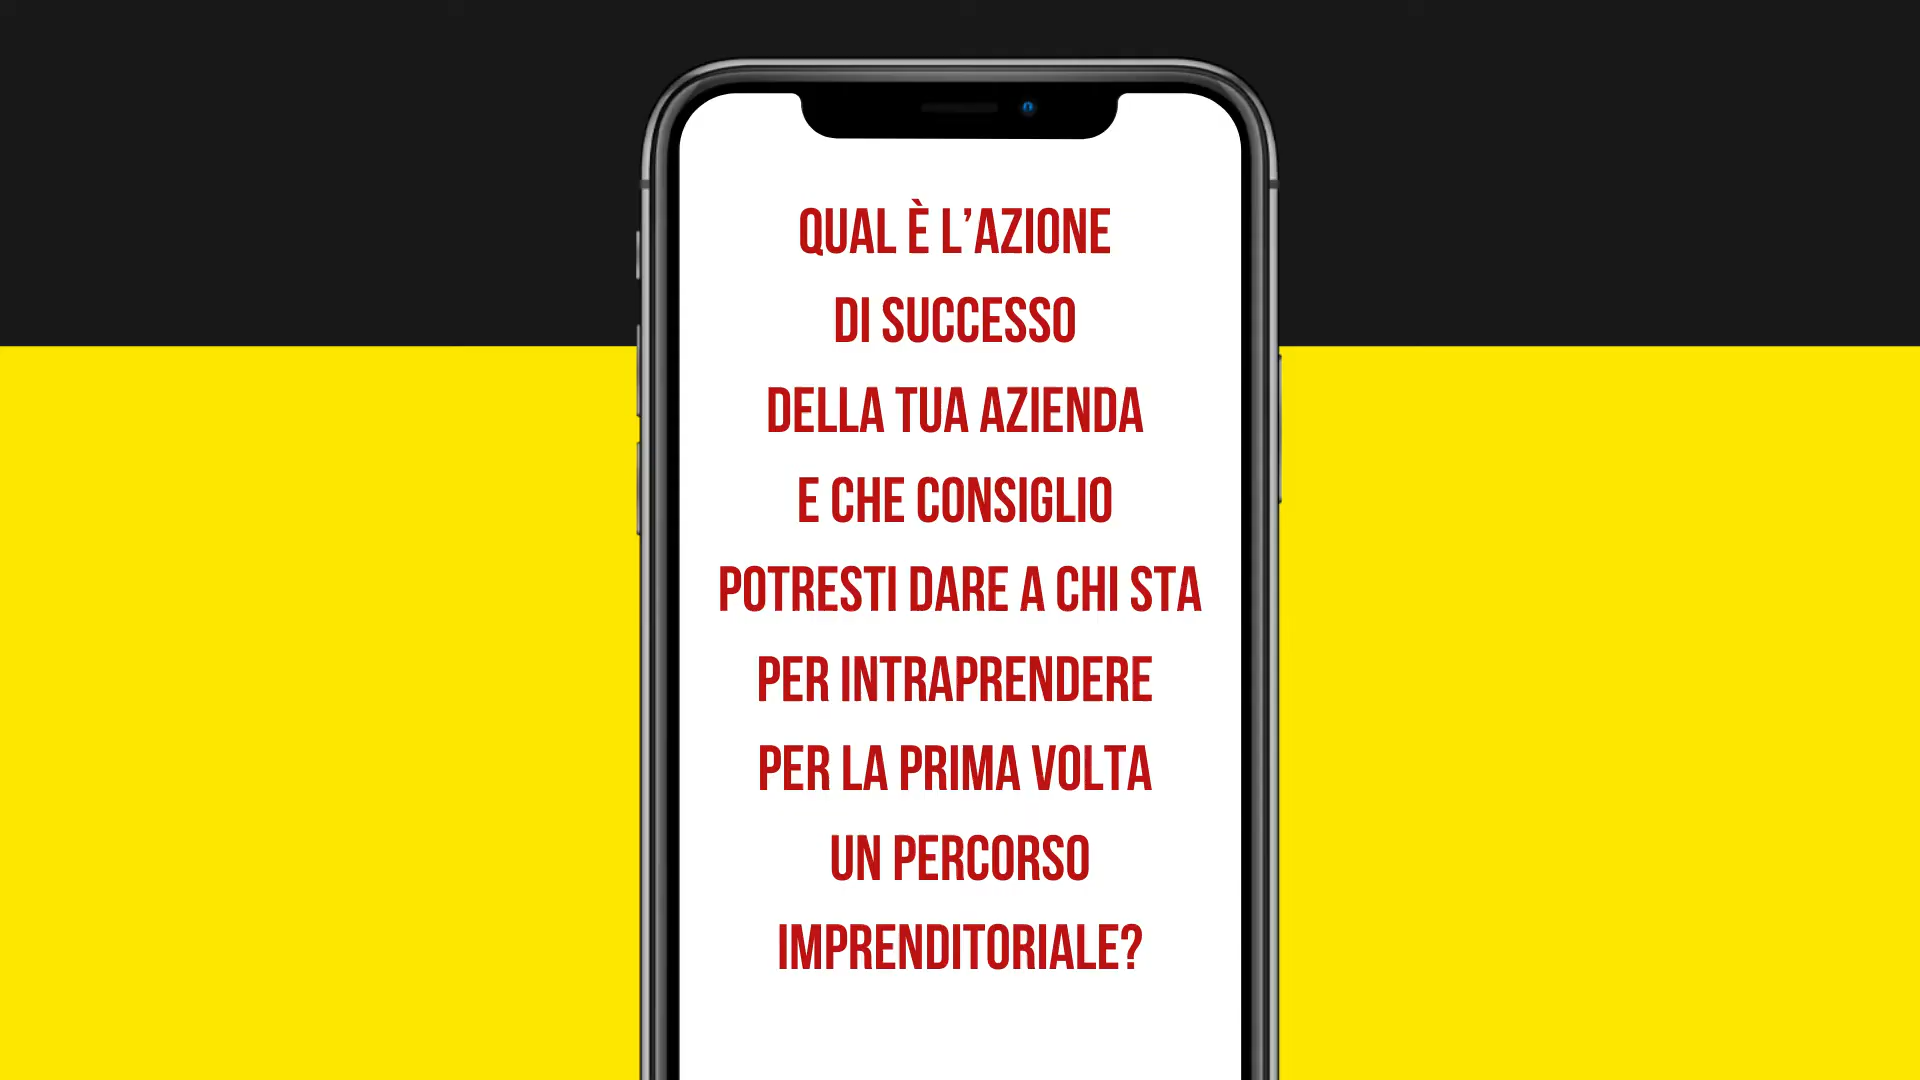 QUAL È L’AZIONE
DI SUCCESSO
DELLA TUA AZIENDA
E CHE CONSIGLIO
POTRESTI DARE A CHI STA
PER INTRAPRENDERE
PER LA PRIMA VOLTA
UN PERCORSO
IMPRENDITORIALE?